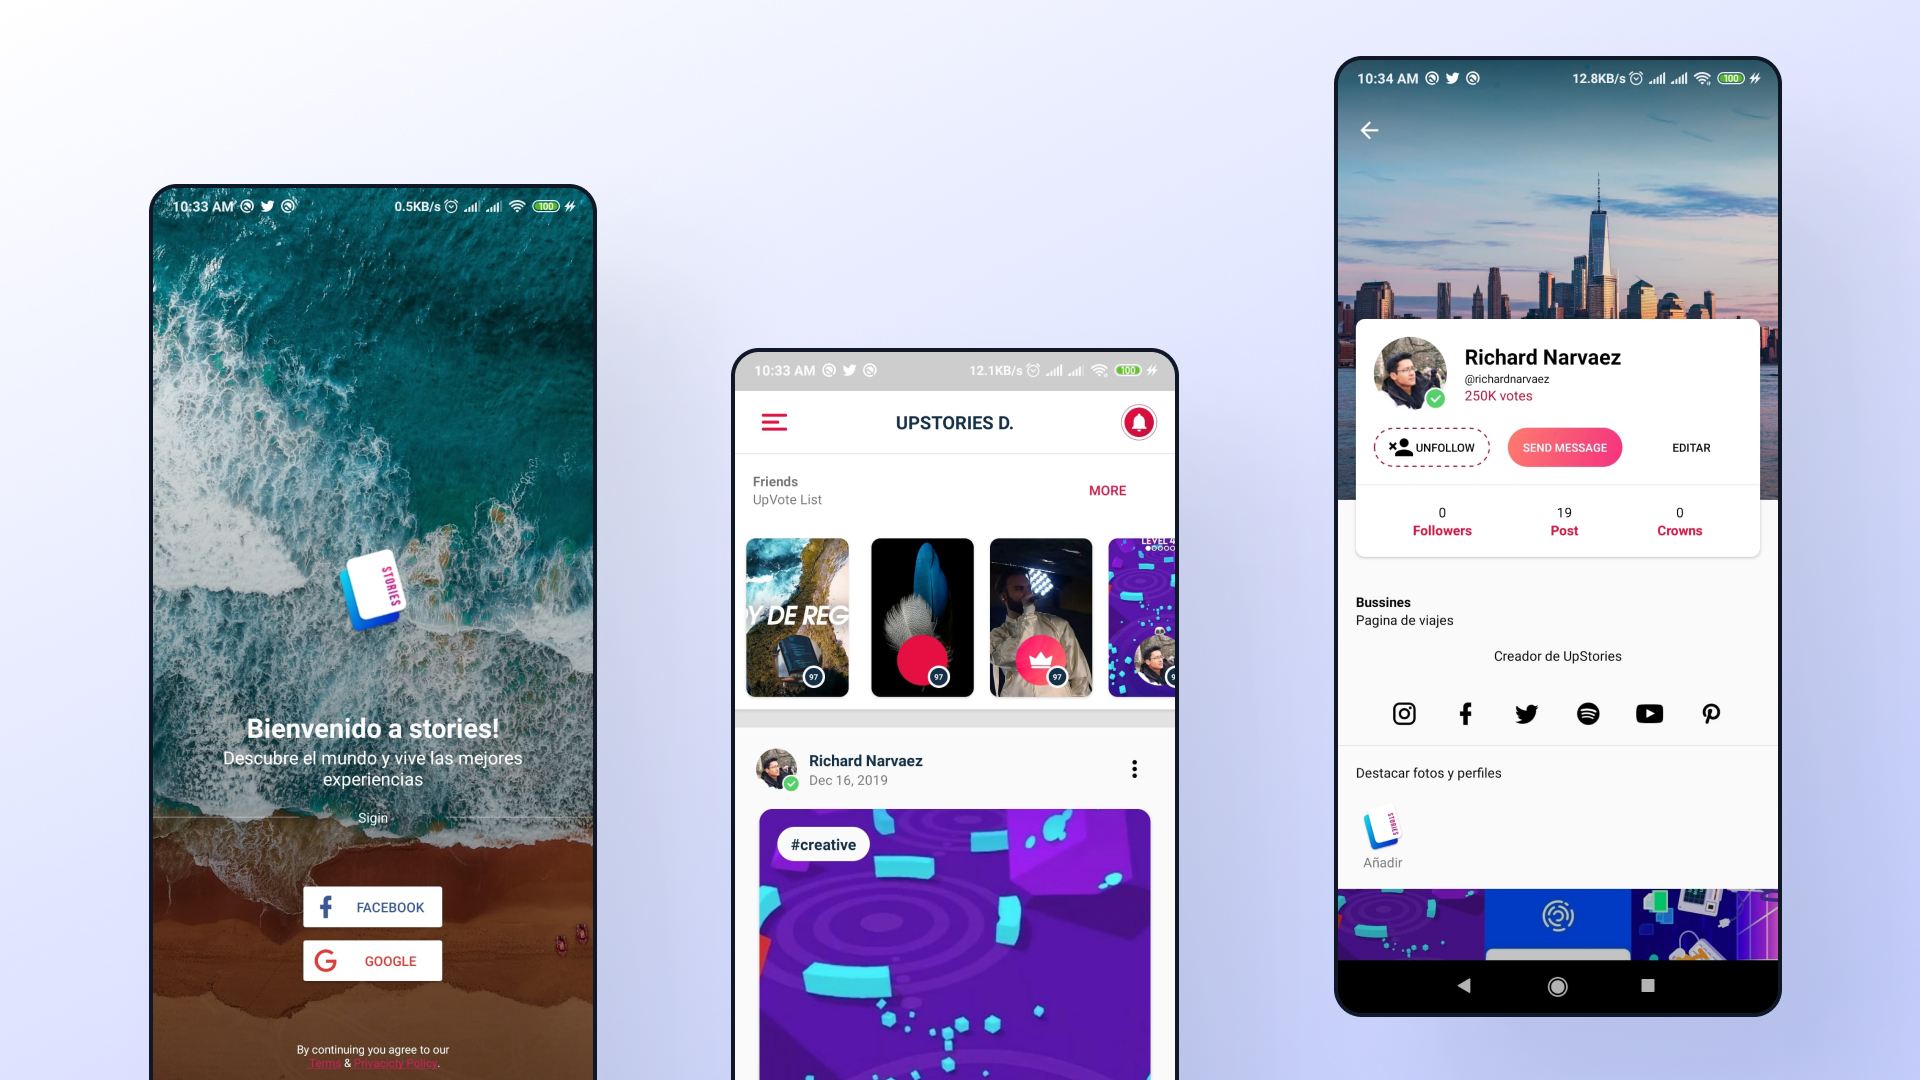 10:33 AM
0.5KB/s
100
STORIES
Bienvenido a stories!
Descubre el mundo y vive las mejores
experiencias
Sigin
FACEBOOK
GOOGLE
By continuing you agree to our
Terms & Privacicty Policy.
10:33 AM
12.1KB/s
100
UPSTORIES D.
Friends
UpVote List
MORE
Y DE REG
97
97
97
LEVEL 4
9
Richard Narvaez
Dec 16, 2019
#creative
10:34 AM
12.8KB/s
100
Richard Narvaez
@richardnarvaez
250K votes
UNFOLLOW
SEND MESSAGE
EDITAR
0
19
0
Followers
Post
Crowns
Bussines
Pagina de viajes
Creador de UpStories
Destacar fotos y perfiles
STORIES
Añadir